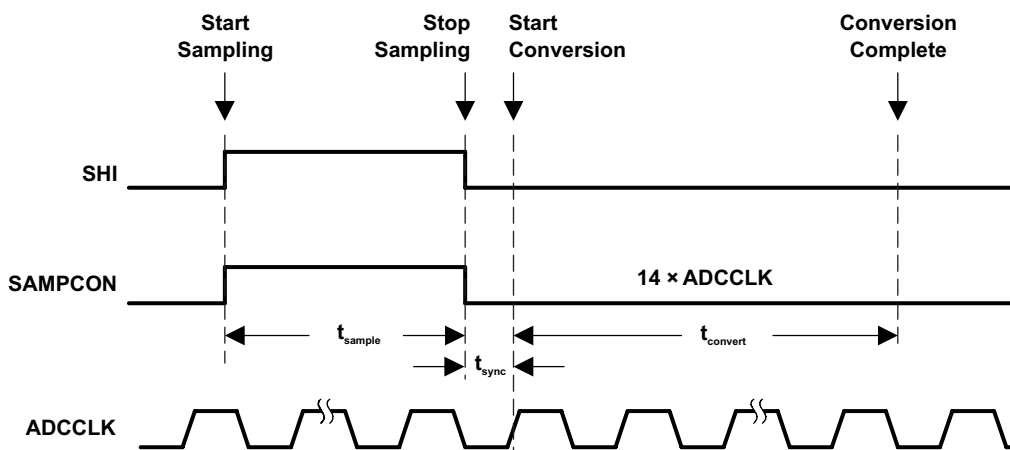 Start
Sampling
Stop
Sampling
Start
Conversion
Conversion
Complete
SHI
SAMPCON
14 × ADCCLK
tsample
tconvert
tsync
ADCCLK